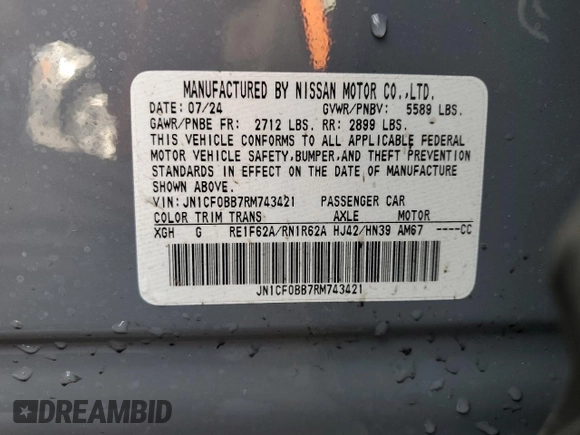 MANUFACTURED BY NISSAN MOTOR CO.,LTD.
DATE: 07/24 GVWR/PNBV: 5589 LBS.
GAWR/PNBE FR: 2712 LBS. RR: 2899 LBS.
THIS VEHICLE CONFORMS TO ALL APPLICABLE FEDERAL
MOTOR VEHICLE SAFETY,BUMPER,AND THEFT PREVENTION
STANDARDS IN EFFECT ON THE DATE OF MANUFACTURE
SHOWN ABOVE.
VIN: JN1CF0BB7RM743421 PASSENGER CAR
COLOR TRIM TRANS AXLE MOTOR
XGH G RE1F62A/RN1R62A HJ42/HN39 AM67 ----CC
JN1CF0BB7RM743421
DREAMBID